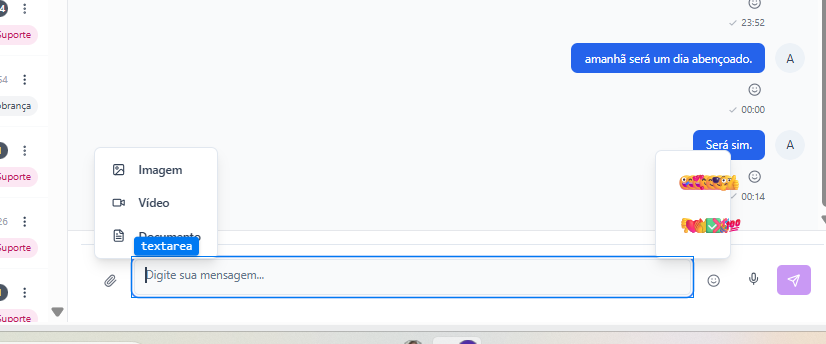 4
23:52
Suporte
amanhã será um dia abençoado.
A
54
obrança
00:00
Será sim.
A
Imagem
Suporte
00:14
Vídeo
26
Documento
Suporte
textarea
Digite sua mensagem...
Suporte